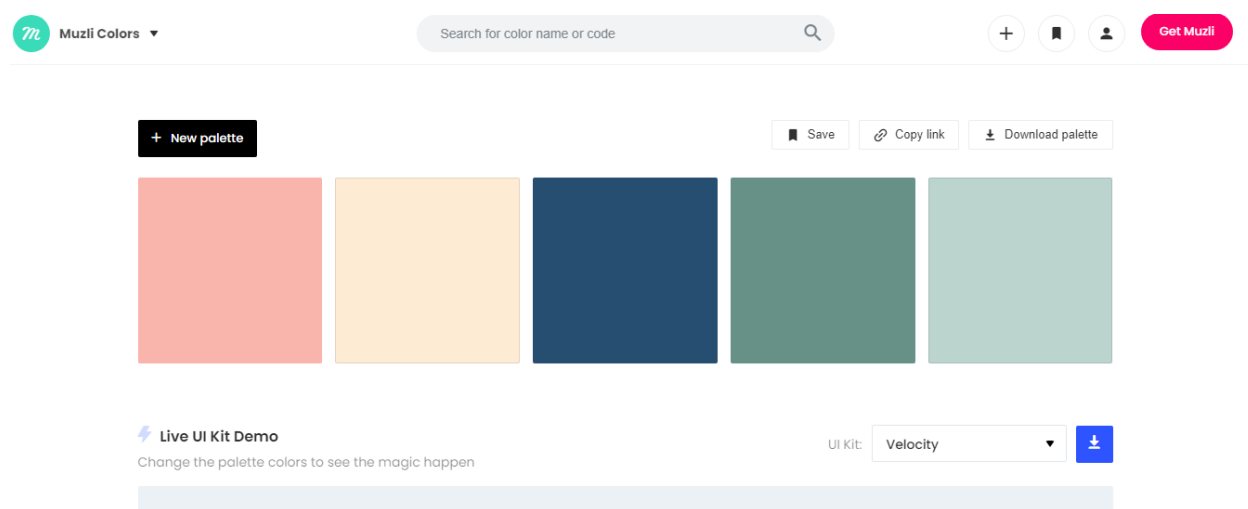 m Muzli Colors
Search for color name or code
Get Muzli
New palette
Save
Copy link
Download palette
Live UI Kit Demo
UI Kit: Velocity
Change the palette colors to see the magic happen